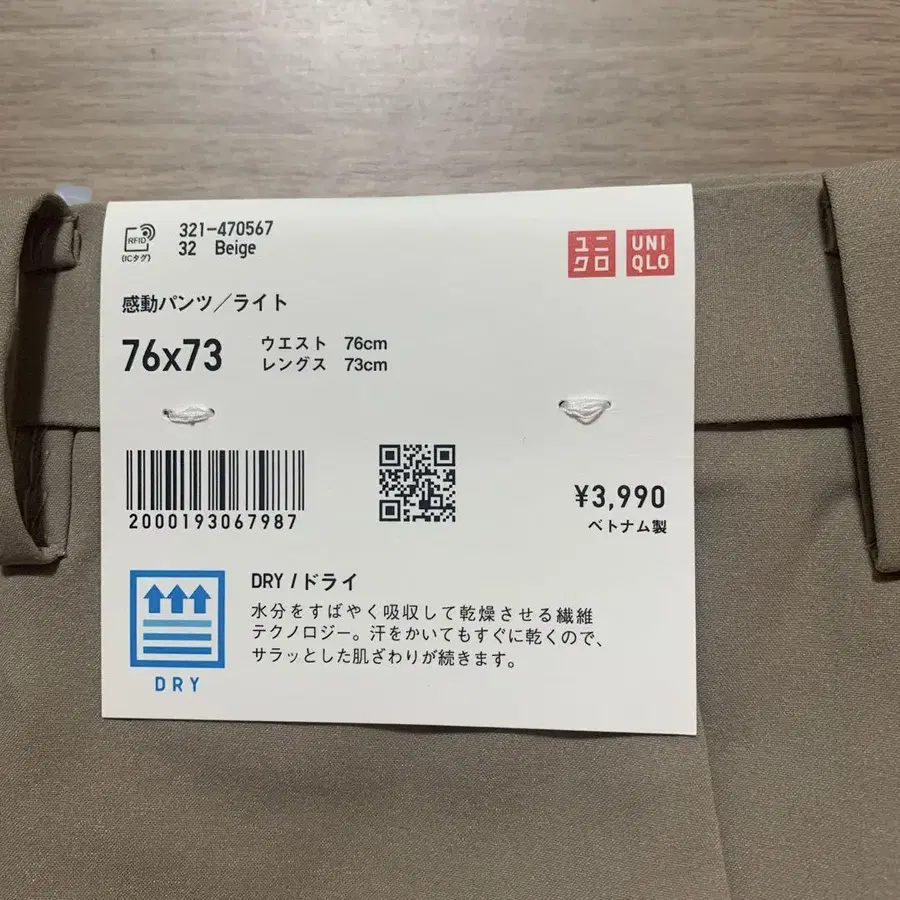 RFID
(ICタグ)
321-470567
32 Beige
ユニ
クロ
UNI
QLO
感動パンツ／ライト
76x73
ウエスト 76cm
レングス 73cm
2000193067987
¥3,990
ベトナム製
DRY
DRY /ドライ
水分をすばやく吸収して乾燥させる繊維
テクノロジー。汗をかいてもすぐに乾くので、
サラッとした肌ざわりが続きます。